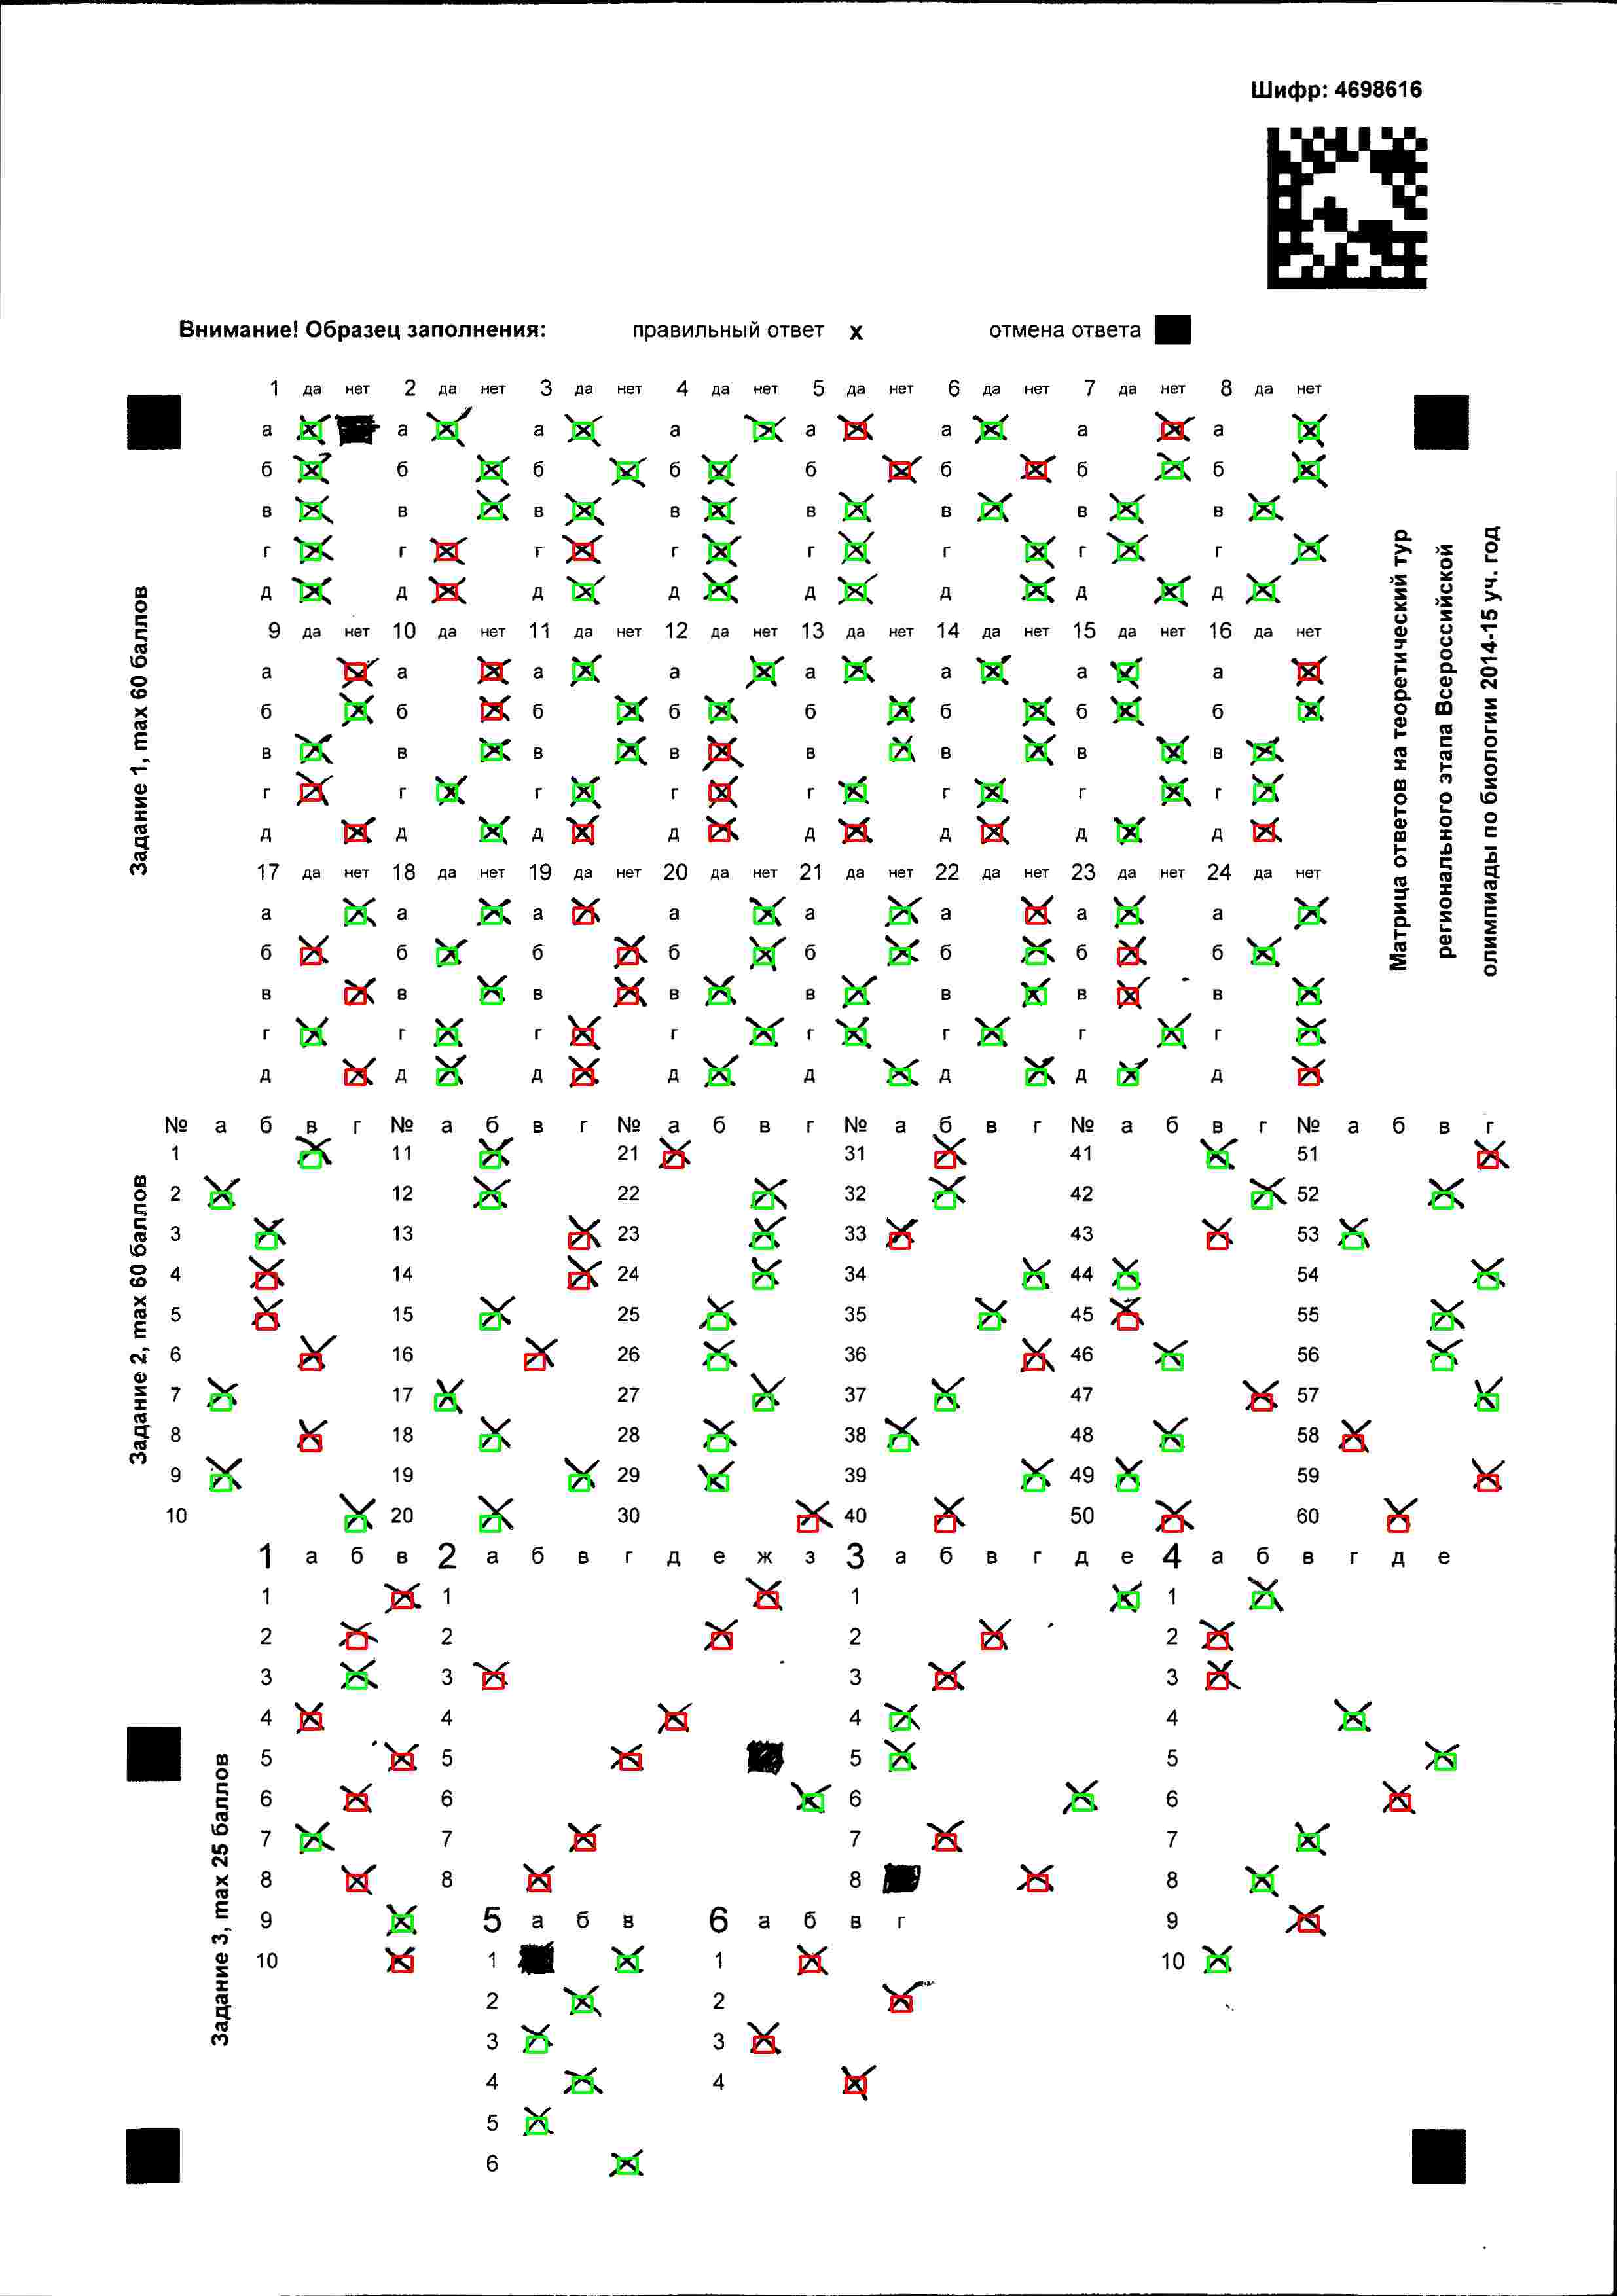 Шифр: 4698616
Внимание! Образец заполнения: правильный ответ х отмена ответа
1 да нет 2 да нет 3 да нет 4 да нет 5 да нет 6 да нет 7 да нет 8 да нет
а а а а а а а а
б б б б б б б б
в в в в в в в в
г г г г г г г г
д д д д д д д д
9 да нет 10 да нет 11 да нет 12 да нет 13 да нет 14 да нет 15 да нет 16 да нет
а а а а а а а а
б б б б б б б б
в в в в в в в в
г г г г г г г г
д д д д д д д д
17 да нет 18 да нет 19 да нет 20 да нет 21 да нет 22 да нет 23 да нет 24 да нет
а а а а а а а а
б б б б б б б б
в в в в в в в в
г г г г г г г г
д д д д д д д д
Задание 1, max 60 баллов
Матрица ответов на теоретический тур
регионального этапа Всероссийской
олимпиады по биологии 2014-15 уч. год
№ а б в г № а б в г № а б в г № а б в г № а б в г № а б в г
1 11 21 31 41 51
2 12 22 32 42 52
3 13 23 33 43 53
4 14 24 34 44 54
5 15 25 35 45 55
6 16 26 36 46 56
7 17 27 37 47 57
8 18 28 38 48 58
9 19 29 39 49 59
10 20 30 40 50 60
Задание 2, max 60 баллов
1 а б в 2 а б в г д е ж з 3 а б в г д е 4 а б в г д е
1 1 1 1
2 2 2 2
3 3 3 3
4 4 4 4
5 5 5 5
6 6 6 6
7 7 7 7
8 8 8 8
9 5 а б в 6 а б в г 9
10 1 1 10
2 2
3 3
4 4
5
6
Задание 3, max 25 баллов